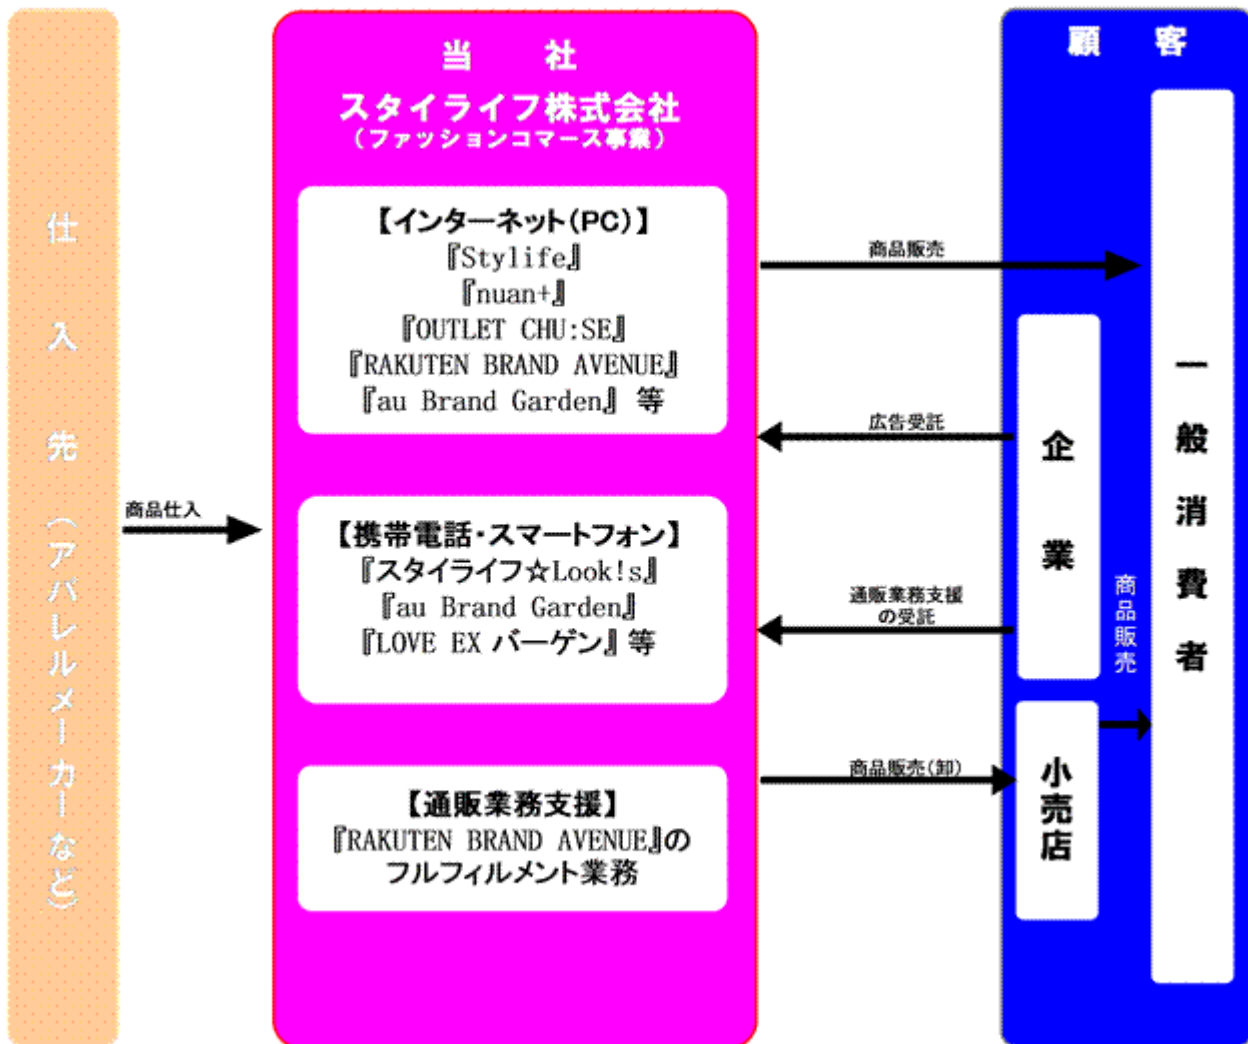 仕入先（アパレルメーカーなど）
商品仕入
当　社
スタイライフ株式会社
（ファッションコマース事業）
【インターネット(PC)】
『Stylife』
『nuan+』
『OUTLET CHU:SE』
『RAKUTEN BRAND AVENUE』
『au Brand Garden』 等
【携帯電話・スマートフォン】
『スタイライフ☆Look!s』
『au Brand Garden』
『LOVE EX バーゲン』 等
【通販業務支援】
『RAKUTEN BRAND AVENUE』の
フルフィルメント業務
商品販売
広告受託
通販業務支援
の受託
商品販売(卸)
顧　客
企業
小売店
商品販売
一般消費者